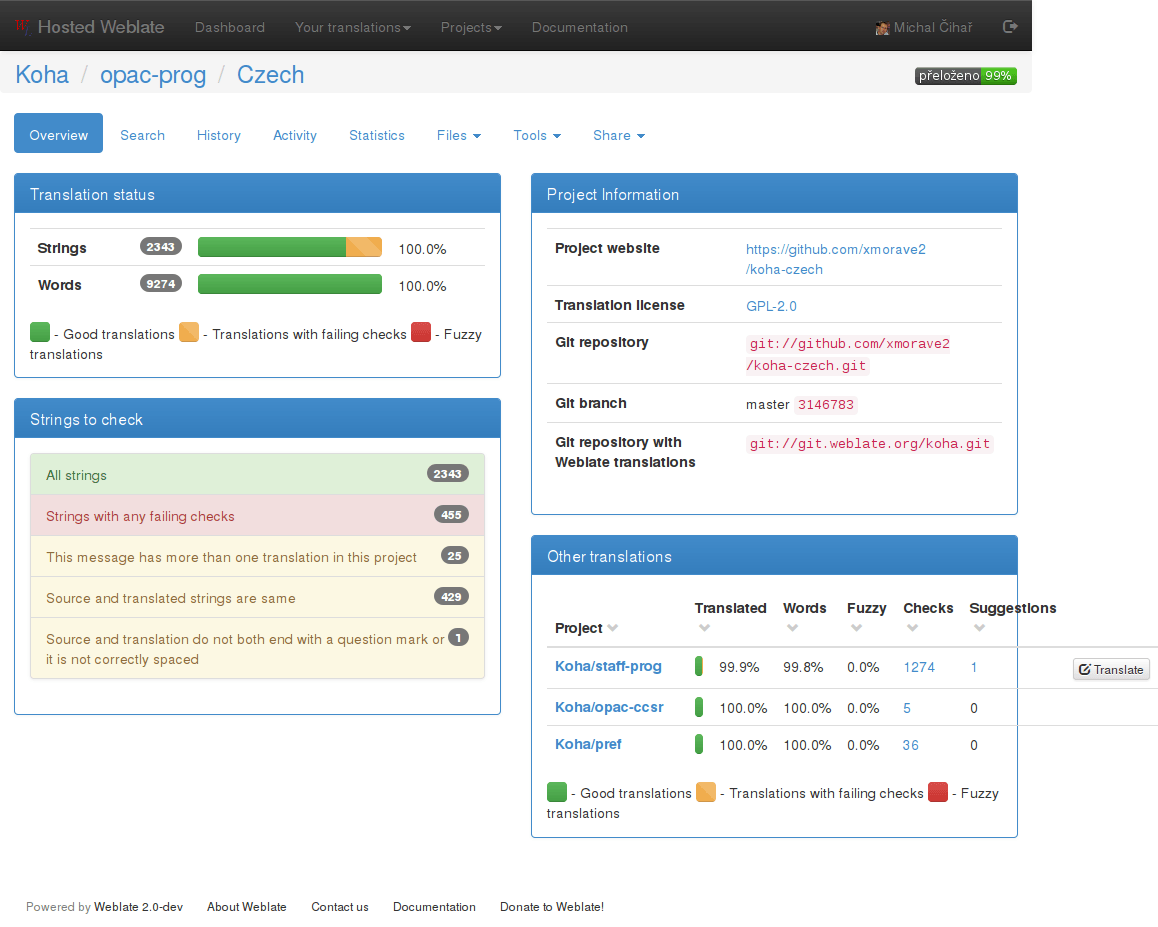 Hosted Weblate Dashboard Your translations Projects Documentation Michal Čihař
Koha / opac-prog / Czech přeloženo 99%
Overview Search History Activity Statistics Files Tools Share
Translation status
Strings 2343 100.0%
Words 9274 100.0%
- Good translations - Translations with failing checks - Fuzzy
translations
Strings to check
All strings 2343
Strings with any failing checks 455
This message has more than one translation in this project 25
Source and translated strings are same 429
Source and translation do not both end with a question mark or 1
it is not correctly spaced
Project Information
Project website https://github.com/xmorave2
/koha-czech
Translation license GPL-2.0
Git repository git://github.com/xmorave2
/koha-czech.git
Git branch master 3146783
Git repository with git://git.weblate.org/koha.git
Weblate translations
Other translations
Translated Words Fuzzy Checks Suggestions
Project
Koha/staff-prog 99.9% 99.8% 0.0% 1274 1 Translate
Koha/opac-ccsr 100.0% 100.0% 0.0% 5 0
Koha/pref 100.0% 100.0% 0.0% 36 0
- Good translations - Translations with failing checks - Fuzzy
translations
Powered by Weblate 2.0-dev About Weblate Contact us Documentation Donate to Weblate!